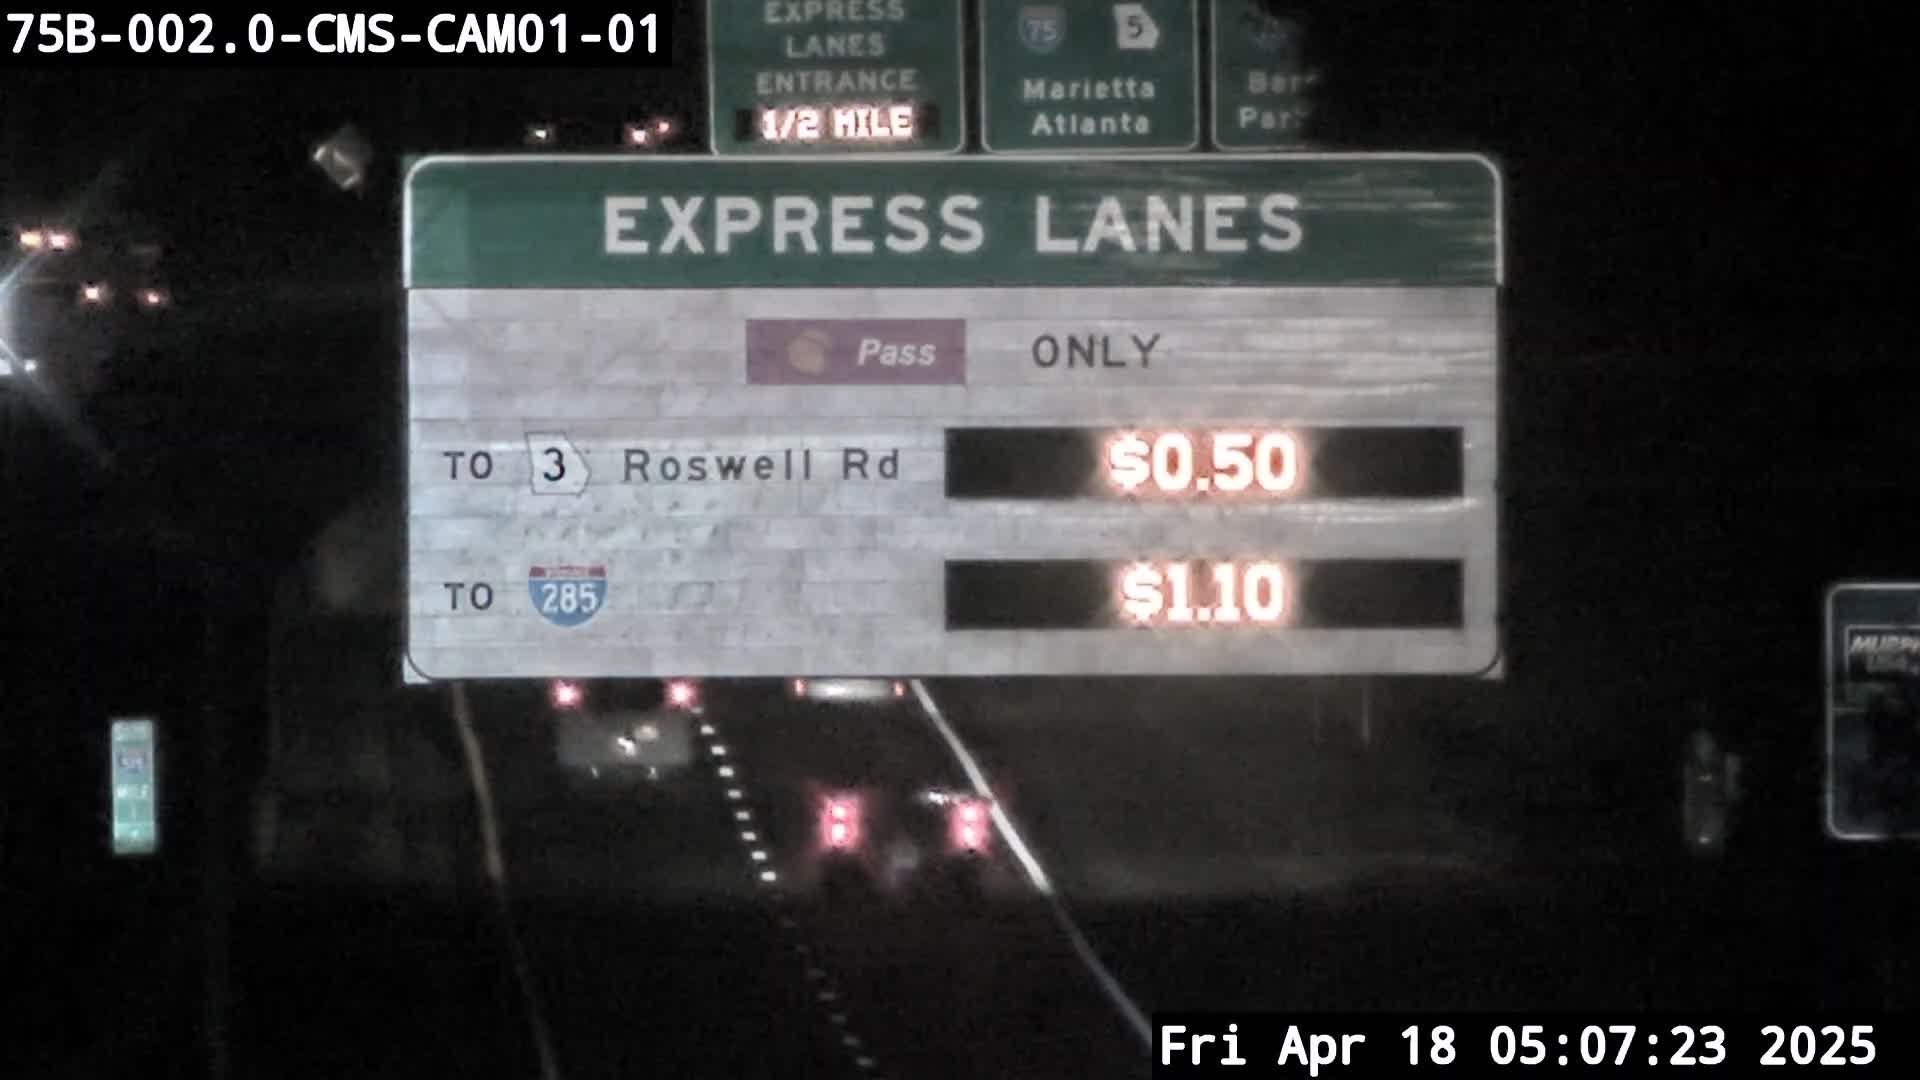 75B-002.0-CMS-CAM01-01
EXPRESS
LANES
ENTRANCE
1/2 MILE
75 5
Marietta
Atlanta
EXPRESS LANES
Pass ONLY
TO 3 Roswell Rd $0.50
TO 285 $1.10
MILE
Fri Apr 18 05:07:23 2025